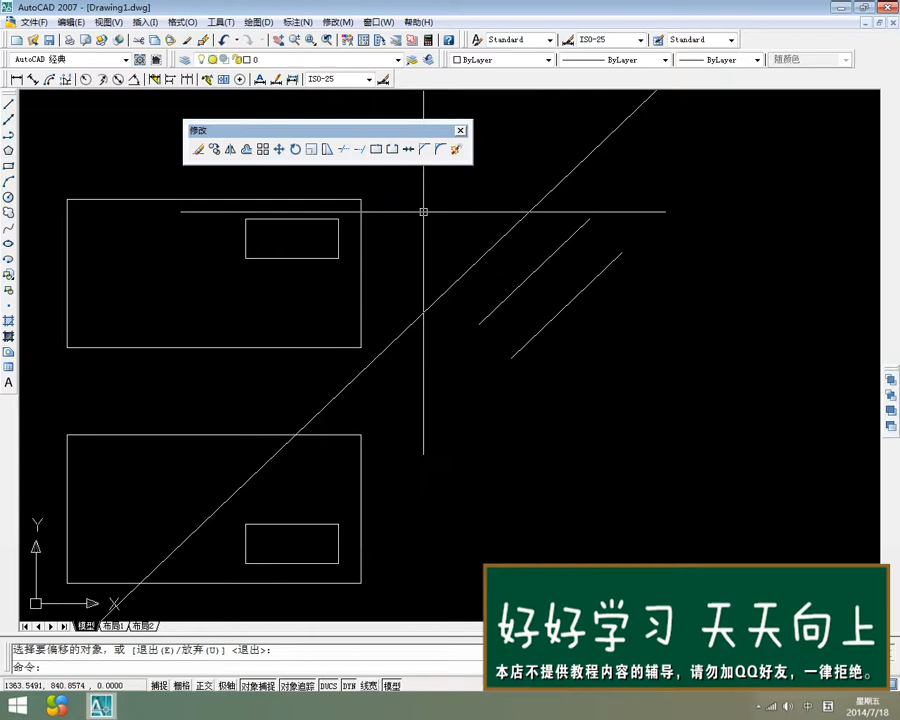 AutoCAD 2007 - [Drawing1.dwg]
文件(F) 编辑(E) 视图(V) 插入(I) 格式(O) 工具(T) 绘图(D) 标注(N) 修改(M) 窗口(W) 帮助(H)
Standard ISO-25 Standard
AutoCAD 经典 0 ByLayer ByLayer ByLayer 随颜色
ISO-25
修改
A
Y
X
模型 布局1 布局2
选择要偏移的对象，或 [退出(E)/放弃(U)] <退出>:
命令:
1363.5491, 840.8574 , 0.0000 捕捉 栅格 正交 极轴 对象捕捉 对象追踪 DUCS DYN 线宽 模型
好好学习 天天向上
本店不提供教程内容的辅导，请勿加QQ好友，一律拒绝。
中 五
星期五
2014/7/18